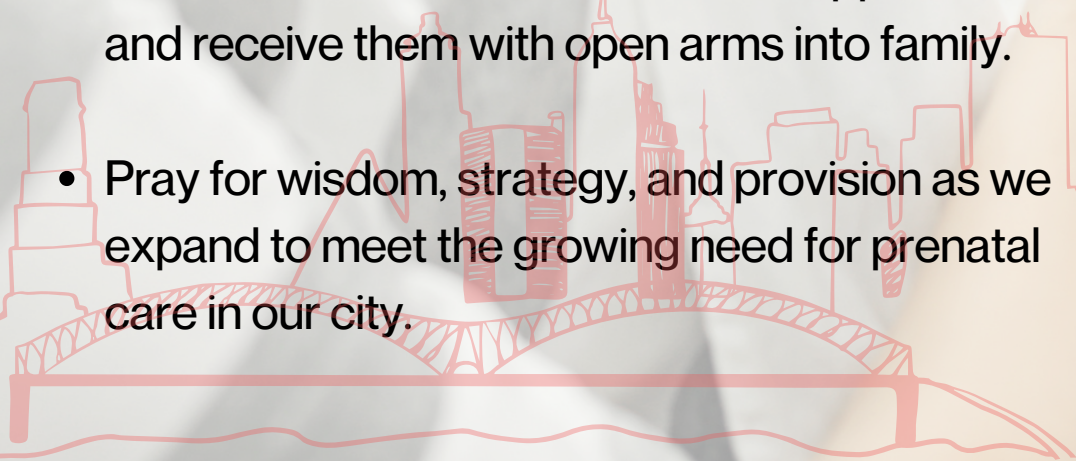 and receive them with open arms into family.
• Pray for wisdom, strategy, and provision as we
expand to meet the growing need for prenatal
care in our city.